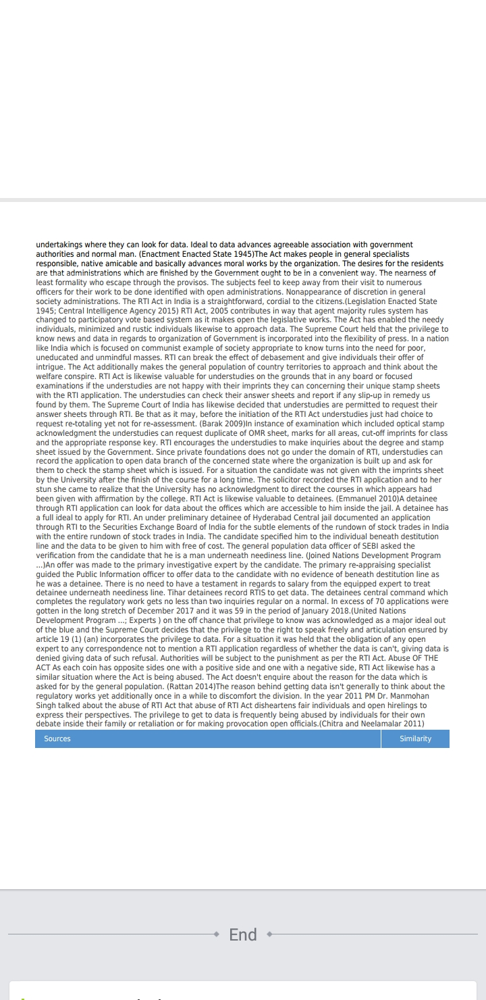 undertakings where they can look for data. Ideal to data advances agreeable association with government
authorities and normal man. (Enactment Enacted State 1945)The Act makes people in general specialists
responsible, native amicable and basically advances moral works by the organization. The desires for the residents
are that administrations which are finished by the Government ought to be in a convenient way. The nearness of
least formality who escape through the provisos. The subjects feel to keep away from their visit to numerous
officers for their work to be done identified with open administrations. Nonappearance of discretion in general
society administrations. The RTI Act in India is a straightforward, cordial to the citizens.(Legislation Enacted State
1945; Central Intelligence Agency 2015) RTI Act, 2005 contributes in way that agent majority rules system has
changed to participatory vote based system as it makes open the legislative works. The Act has enabled the needy
individuals, minimized and rustic individuals likewise to approach data. The Supreme Court held that the privilege to
know news and data in regards to organization of Government is incorporated into the flexibility of press. In a nation
like India which is focused on communist example of society appropriate to know turns into the need for poor,
uneducated and unmindful masses. RTI can break the effect of debasement and give individuals their offer of
intrigue. The Act additionally makes the general population of country territories to approach and think about the
welfare conspire. RTI Act is likewise valuable for understudies on the grounds that in any board or focused
examinations if the understudies are not happy with their imprints they can concerning their unique stamp sheets
with the RTI application. The understudies can check their answer sheets and report if any slip-up in remedy us
found by them. The Supreme Court of India has likewise decided that understudies are permitted to request their
answer sheets through RTI. Be that as it may, before the initiation of the RTI Act understudies just had choice to
request re-totaling yet not for re-assessment. (Barak 2009)In instance of examination which included optical stamp
acknowledgment the understudies can request duplicate of OMR sheet, marks for all areas, cut-off imprints for class
and the appropriate response key. RTI encourages the understudies to make inquiries about the degree and stamp
sheet issued by the Government. Since private foundations does not go under the domain of RTI, understudies can
record the application to open data branch of the concerned state where the organization is built up and ask for
them to check the stamp sheet which is issued. For a situation the candidate was not given with the imprints sheet
by the University after the finish of the course for a long time. The solicitor recorded the RTI application and to her
stun she came to realize that the University has no acknowledgment to direct the courses in which appears had
been given with affirmation by the college. RTI Act is likewise valuable to detainees. (Emmanuel 2010)A detainee
through RTI application can look for data about the offices which are accessible to him inside the jail. A detainee has
a full ideal to apply for RTI. An under preliminary detainee of Hyderabad Central jail documented an application
through RTI to the Securities Exchange Board of India for the subtle elements of the rundown of stock trades in India
with the entire rundown of stock trades in India. The candidate specified him to the individual beneath destitution
line and the data to be given to him with free of cost. The general population data officer of SEBI asked the
verification from the candidate that he is a man underneath neediness line. (Joined Nations Development Program
...)An offer was made to the primary investigative expert by the candidate. The primary re-appraising specialist
guided the Public Information officer to offer data to the candidate with no evidence of beneath destitution line as
he was a detainee. There is no need to have a testament in regards to salary from the equipped expert to treat
detainee underneath neediness line. Tihar detainees record RTIS to get data. The detainees central command which
completes the regulatory work gets no less than two inquiries regular on a normal. In excess of 70 applications were
gotten in the long stretch of December 2017 and it was 59 in the period of January 2018.(United Nations
Development Program ...; Experts ) on the off chance that privilege to know was acknowledged as a major ideal out
of the blue and the Supreme Court decides that the privilege to the right to speak freely and articulation ensured by
article 19 (1) (an) incorporates the privilege to data. For a situation it was held that the obligation of any open
expert to any correspondence not to mention a RTI application regardless of whether the data is can't, giving data is
denied giving data of such refusal. Authorities will be subject to the punishment as per the RTI Act. Abuse OF THE
ACT As each coin has opposite sides one with a positive side and one with a negative side, RTI likewise has a
similar situation where the Act is being abused. The Act doesn't enquire about the reason for the data which is
asked for by the general population. (Rattan 2014)The reason behind getting data isn't generally to think about the
regulatory works yet additionally once in a while to discomfort the division. In the year 2011 PM Dr. Manmohan
Singh talked about the abuse of RTI Act that abuse of RTI Act disheartens fair individuals and open hirelings to
express their perspectives. The privilege to get to data is frequently being abused by individuals for their own
debate inside their family or retaliation or for making provocation open officials.(Chitra and Neelamalar 2011)
Sources Similarity
End